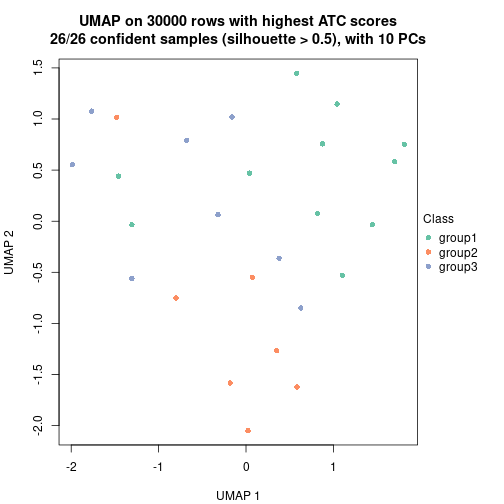 UMAP on 30000 rows with highest ATC scores
26/26 confident samples (silhouette > 0.5), with 10 PCs
1.5
1.0
0.5
0.0
-0.5
-1.0
-1.5
-2.0
UMAP 2
Class
group1
group2
group3
-2
-1
0
1
UMAP 1